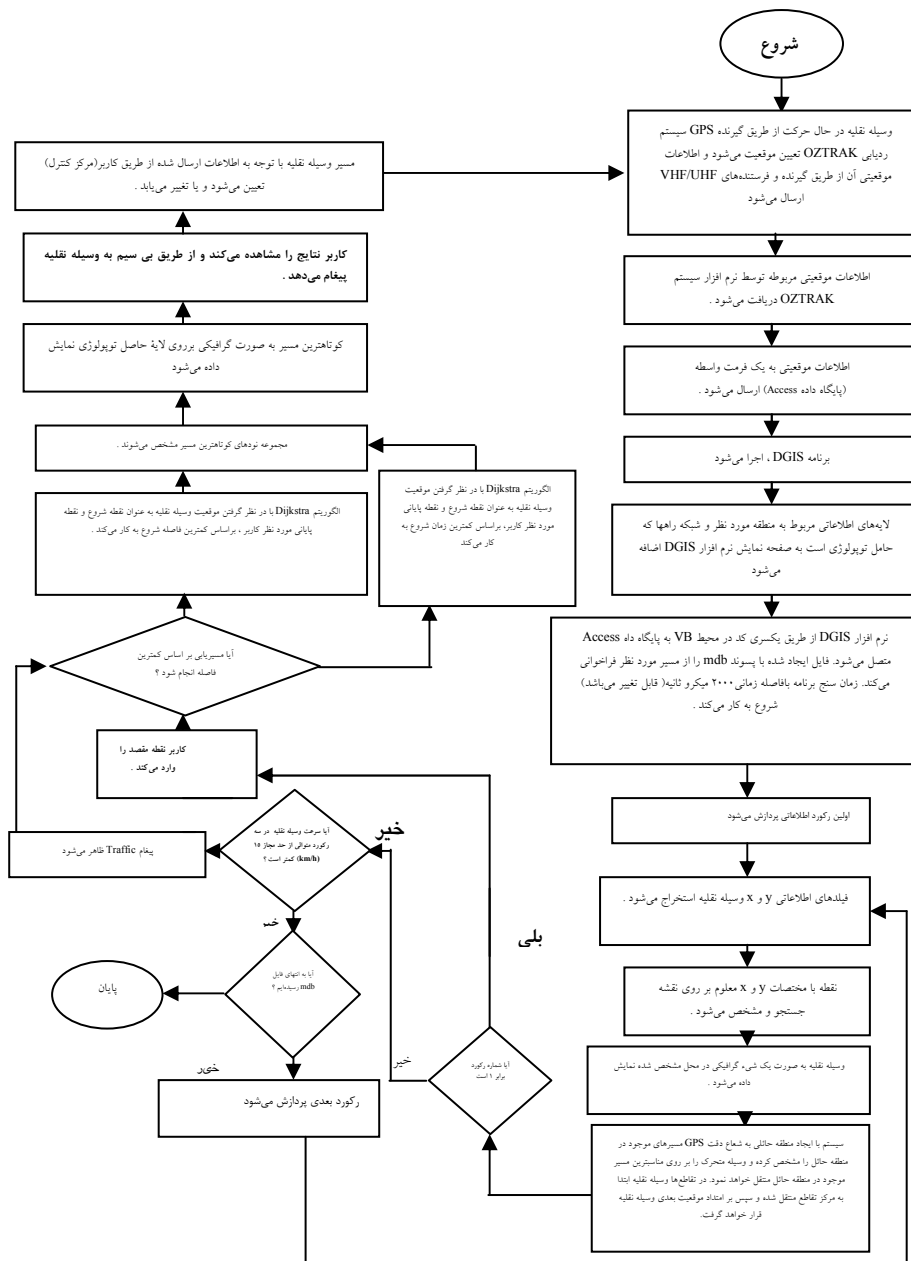 شروع
وسیله نقلیه در حال حرکت از طریق گیرنده GPS سیستم
ردیابی OZTRAK تعیین موقعیت می‌شود و اطلاعات
موقعیتی آن از طریق گیرنده و فرستنده‌های VHF/UHF
ارسال می‌شود
اطلاعات موقعیتی مربوطه توسط نرم افزار سیستم
OZTRAK دریافت می‌شود .
اطلاعات موقعیتی به یک فرمت واسطه
(پایگاه داده Access) ارسال می‌شود .
برنامه DGIS ، اجرا می‌شود
لایه‌های اطلاعاتی مربوط به منطقه مورد نظر و شبکه راهها که
حامل توپولوژی است به صفحه نمایش نرم افزار DGIS اضافه
می‌شود
نرم افزار DGIS از طریق یکسری کد در محیط VB به پایگاه داه Access
متصل می‌شود. فایل ایجاد شده با پسوند mdb را از مسیر مورد نظر فراخوانی
می‌کند. زمان سنج برنامه بافاصله زمانی ۲۰۰۰ میکرو ثانیه( قابل تغییر می‌باشد)
شروع به کار می‌کند .
اولین رکورد اطلاعاتی پردازش می‌شود
فیلدهای اطلاعاتی y و x وسیله نقلیه استخراج می‌شود .
نقطه با مختصات y و x معلوم بر روی نقشه
جستجو و مشخص می‌شود .
وسیله نقلیه به صورت یک شیء گرافیکی در محل مشخص شده نمایش
داده می‌شود .
سیستم با ایجاد منطقه حائلی به شعاع دقت GPS مسیرهای موجود در
منطقه حائل را مشخص کرده و وسیله متحرک را بر روی مناسبترین مسیر
موجود در منطقه حائل منتقل خواهد نمود. در تقاطع‌ها وسیله نقلیه ابتدا
به مرکز تقاطع منتقل شده و سپس بر امتداد موقعیت بعدی وسیله نقلیه
قرار خواهد گرفت.
آیا شماره رکورد
برابر ۱ است
بلی
خیر
آیا سرعت وسیله نقلیه در سه
رکورد متوالی از حد مجاز ۱۵
(km/h) کمتر است ؟
خیر
پیغام Traffic ظاهر می‌شود
آیا به انتهای فایل
mdb رسیده‌ایم ؟
پایان
رکورد بعدی پردازش می‌شود
کاربر نقطه مقصد را
وارد می‌کند .
آیا مسیریابی بر اساس کمترین
فاصله انجام شود ؟
الگوریتم Dijkstra با در نظر گرفتن موقعیت وسیله نقلیه به عنوان نقطه شروع و نقطه
پایانی مورد نظر کاربر ، براساس کمترین فاصله شروع به کار می‌کند .
الگوریتم Dijkstra با در نظر گرفتن موقعیت
وسیله نقلیه به عنوان نقطه شروع و نقطه پایانی
مورد نظر کاربر، براساس کمترین زمان شروع به
کار می‌کند
مجموعه نودهای کوتاهترین مسیر مشخص می‌شوند .
کوتاهترین مسیر به صورت گرافیکی برروی لایة حاصل توپولوژی نمایش
داده می‌شود
کاربر نتایج را مشاهده می‌کند و از طریق بی سیم به وسیله نقلیه
پیغام می‌دهد .
مسیر وسیله نقلیه با توجه به اطلاعات ارسال شده از طریق کاربر(مرکز کنترل)
تعیین می‌شود و یا تغییر می‌یابد .